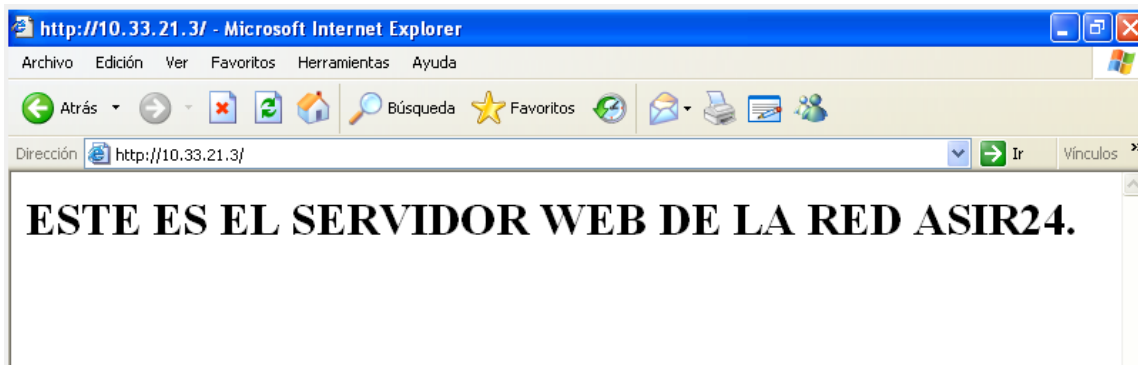 http://10.33.21.3/ - Microsoft Internet Explorer
Archivo Edición Ver Favoritos Herramientas Ayuda
Atrás Búsqueda Favoritos
Dirección http://10.33.21.3/ Ir Vínculos »
ESTE ES EL SERVIDOR WEB DE LA RED ASIR24.